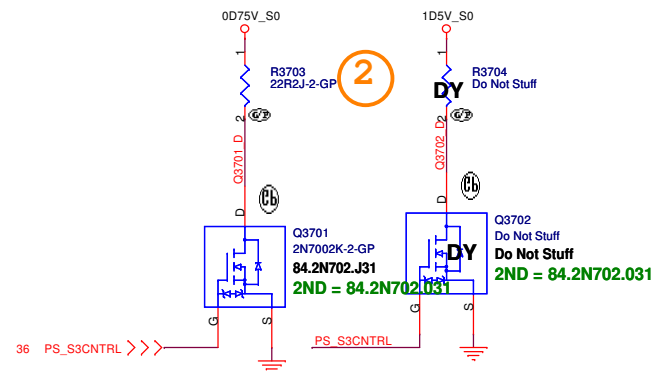 0D75V_S0
1D5V_S0
1
R3703
22R2J-2-GP
2
1
R3704
Do Not Stuff
DY
2
G/P
2
G/P
Q3701_D
Q3702_D
D
D
Q3701
2N7002K-2-GP
84.2N702.J31
2ND = 84.2N702.031
Q3702
Do Not Stuff
DY
Do Not Stuff
2ND = 84.2N702.031
G
S
G
S
36 PS_S3CNTRL
PS_S3CNTRL